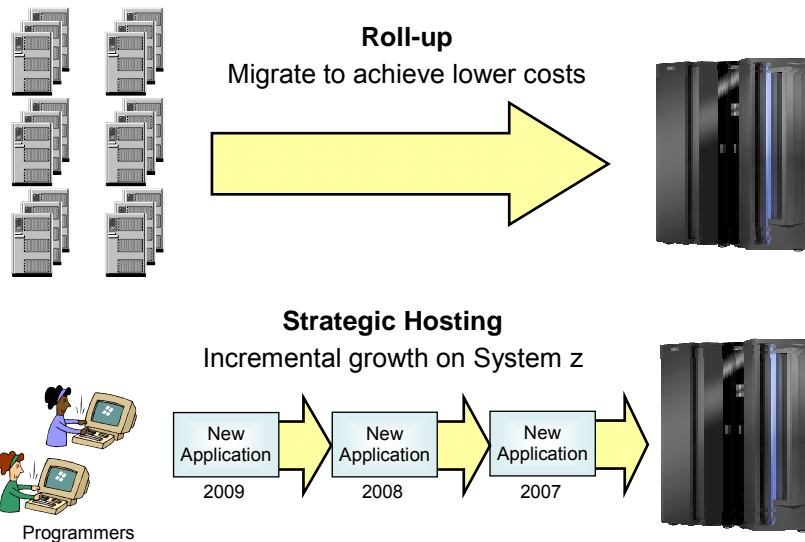 Roll-up
Migrate to achieve lower costs
Strategic Hosting
Incremental growth on System z
New
Application
New
Application
New
Application
2009
2008
2007
Programmers